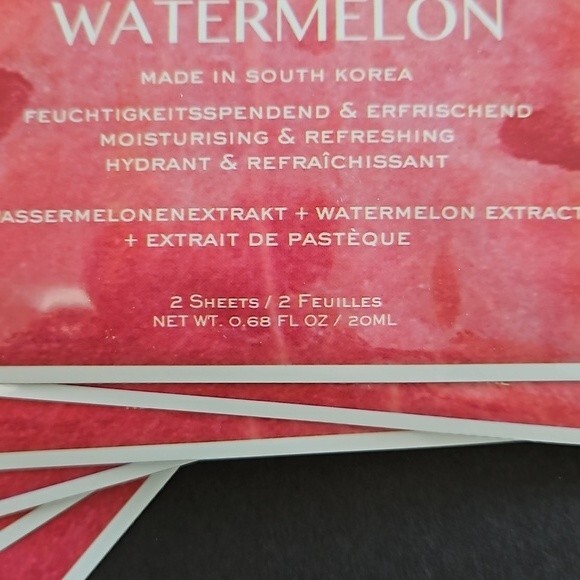 WATERMELON
MADE IN SOUTH KOREA
FEUCHTIGKEITSSPENDEND & ERFRISCHEND
MOISTURISING & REFRESHING
HYDRANT & REFRAÎCHISSANT
ASSERMELONENEXTRAKT + WATERMELON EXTRACT
+ EXTRAIT DE PASTÈQUE
2 SHEETS / 2 FEUILLES
NET WT. 0,68 FL OZ / 20ML